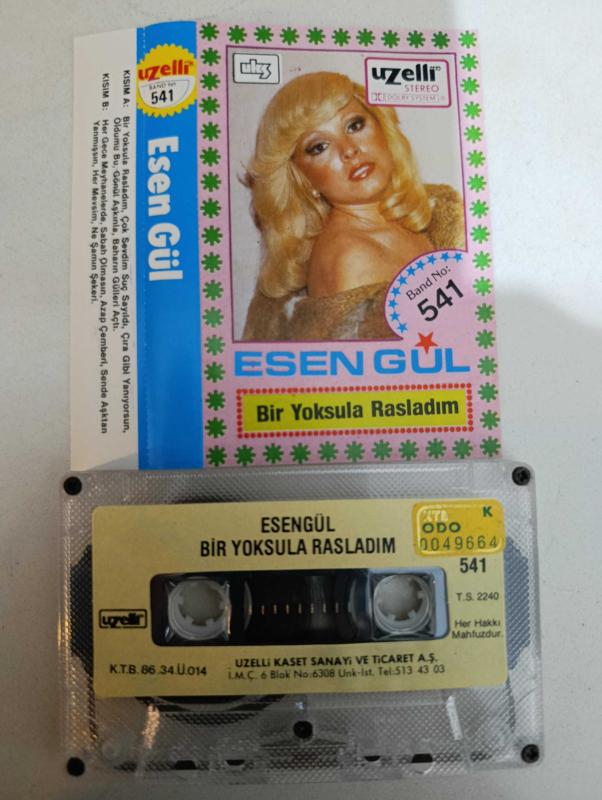 uzelli
BAND No
541
Esen Gül
KISIM A: Bir Yoksula Rasladım, Çok Sevdim Suç Sayıldı, Çıra Gibi Yanıyorsun,
Oldumu Bu, Gönül Aşkınla, Baharın Gülleri Açtı.
KISIM B: Her Gece Meyhanelerde, Sabah Olmasın, Azap Çemberi, Sende Aşktan
Yanmışsın, Her Mevsim, Ne Şamın Şekeri.
uzelli
STEREO
DOLBY SYSTEM
Band No:
541
ESEN GÜL
Bir Yoksula Rasladım
ESENGÜL
BİR YOKSULA RASLADIM
K
ODO
0049664
541
T.S. 2240
Her Hakkı
Mahfuzdur.
uzelli
K.T.B. 86.34.Ü.014
UZELLİ KASET SANAYİ VE TİCARET A.Ş.
İ.M.Ç. 6 Blok No:6308 Unk-İst. Tel:513 43 03